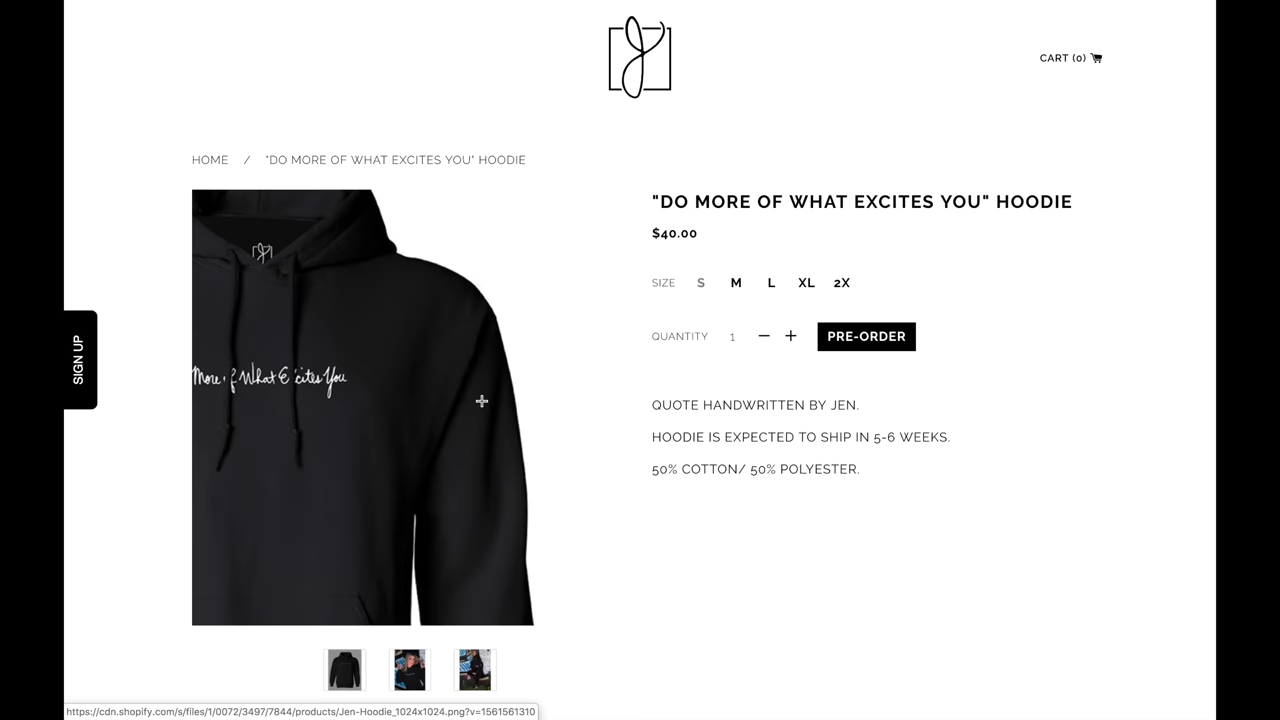 CART (0)
HOME / "DO MORE OF WHAT EXCITES YOU" HOODIE
"DO MORE OF WHAT EXCITES YOU" HOODIE
$40.00
SIZE S M L XL 2X
QUANTITY 1 − + PRE-ORDER
SIGN UP
More of What Excites You
QUOTE HANDWRITTEN BY JEN.
HOODIE IS EXPECTED TO SHIP IN 5-6 WEEKS.
50% COTTON/ 50% POLYESTER.
https://cdn.shopify.com/s/files/1/0072/3497/7844/products/Jen-Hoodie_1024x1024.png?v=1561561310